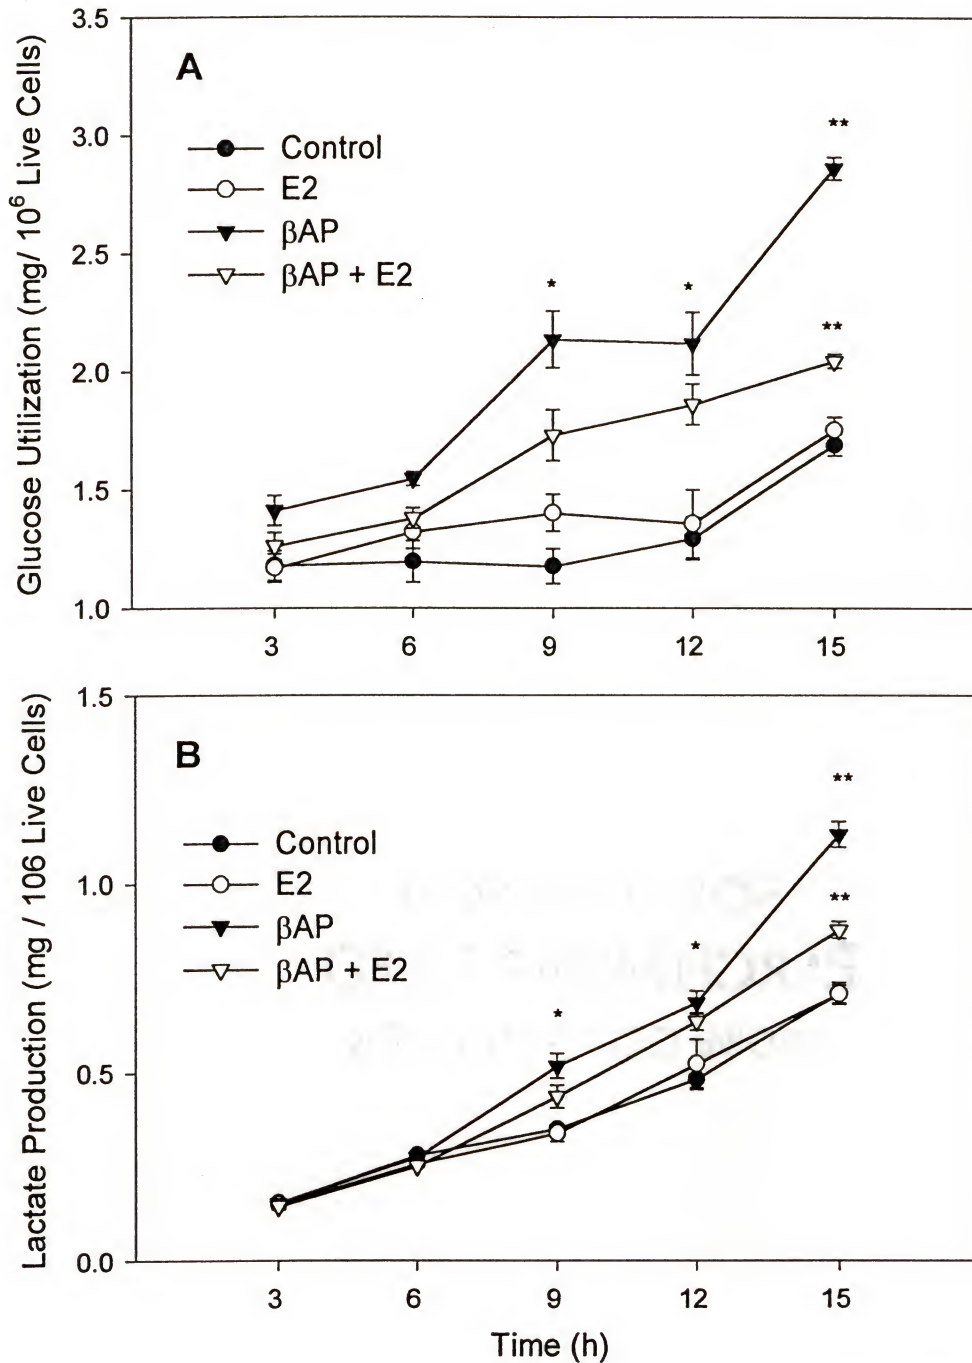 3.5
A
Control
E2
βAP
βAP + E2
**
3.0
2.5
*
*
**
2.0
1.5
1.0
Glucose Utilization (mg/ 10⁶ Live Cells)
3 6 9 12 15
1.5
B
Control
E2
βAP
βAP + E2
**
1.0
**
*
*
0.5
0.0
Lactate Production (mg / 106 Live Cells)
3 6 9 12 15
Time (h)